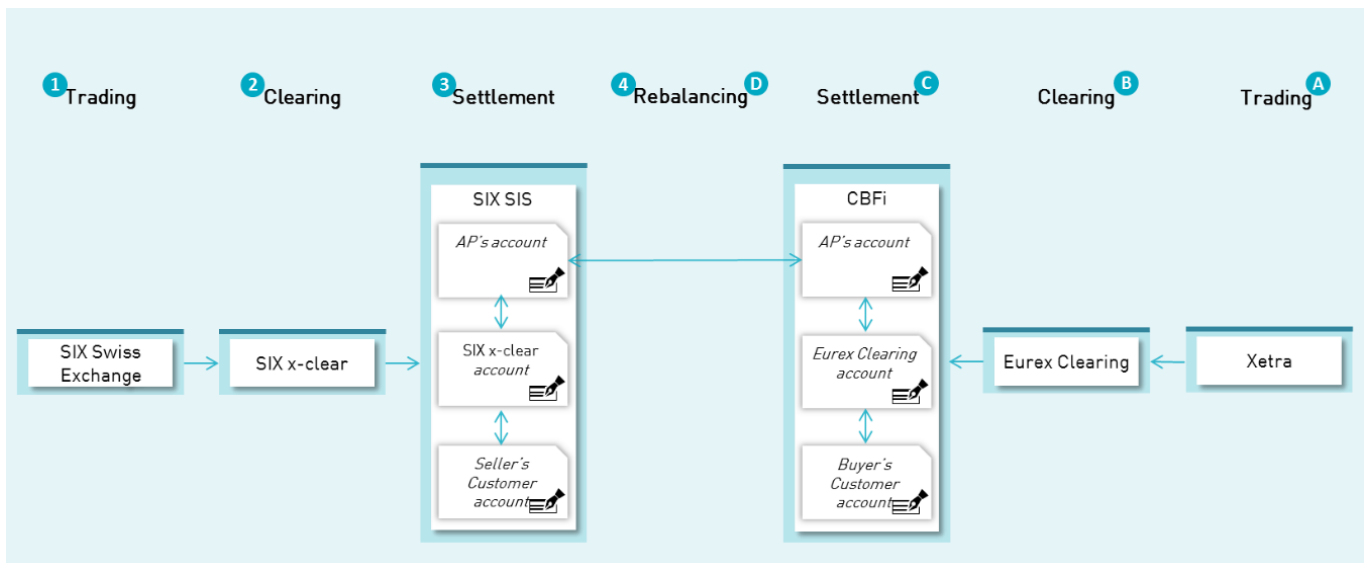 1 Trading
2 Clearing
3 Settlement
4 Rebalancing D
Settlement C
Clearing B
Trading A
SIX SIS
AP's account
SIX x-clear
account
Seller's
Customer
account
CBFi
AP's account
Eurex Clearing
account
Buyer's
Customer
account
SIX Swiss
Exchange
SIX x-clear
Eurex Clearing
Xetra